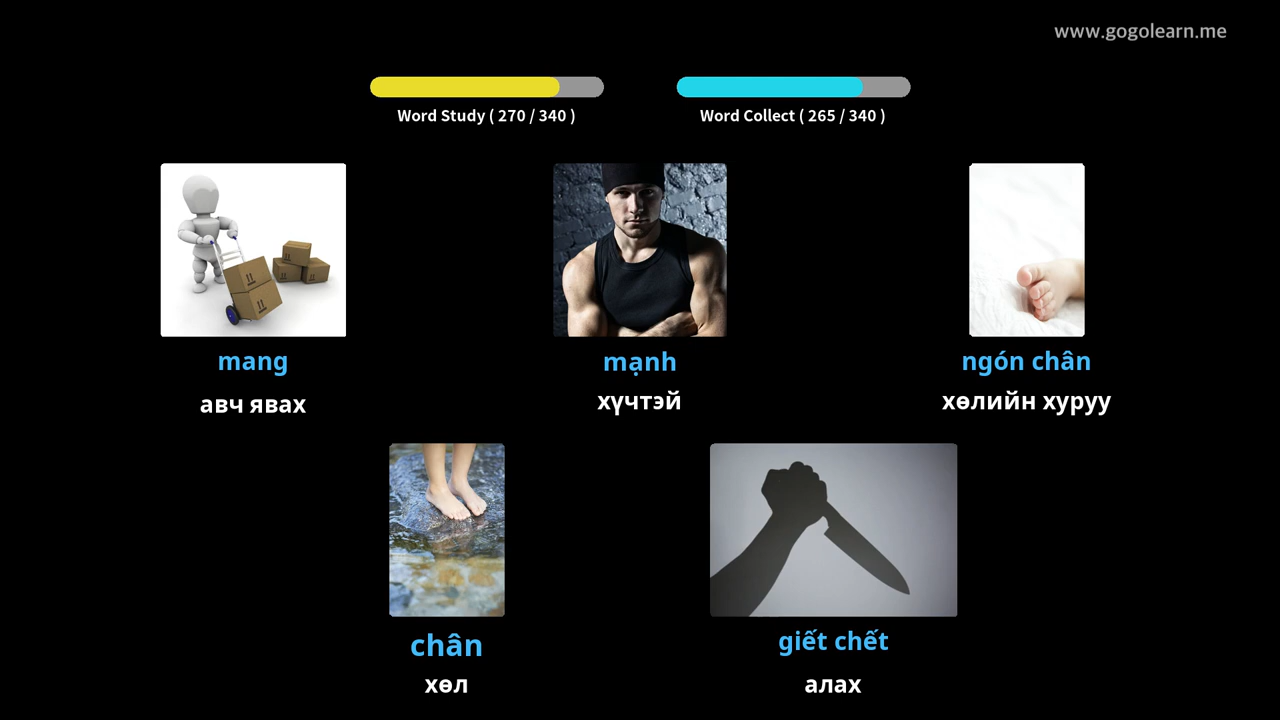 www.gogolearn.me
Word Study ( 270 / 340 )
Word Collect ( 265 / 340 )
mang
авч явах
mạnh
хүчтэй
ngón chân
хөлийн хуруу
chân
хөл
giết chết
алах